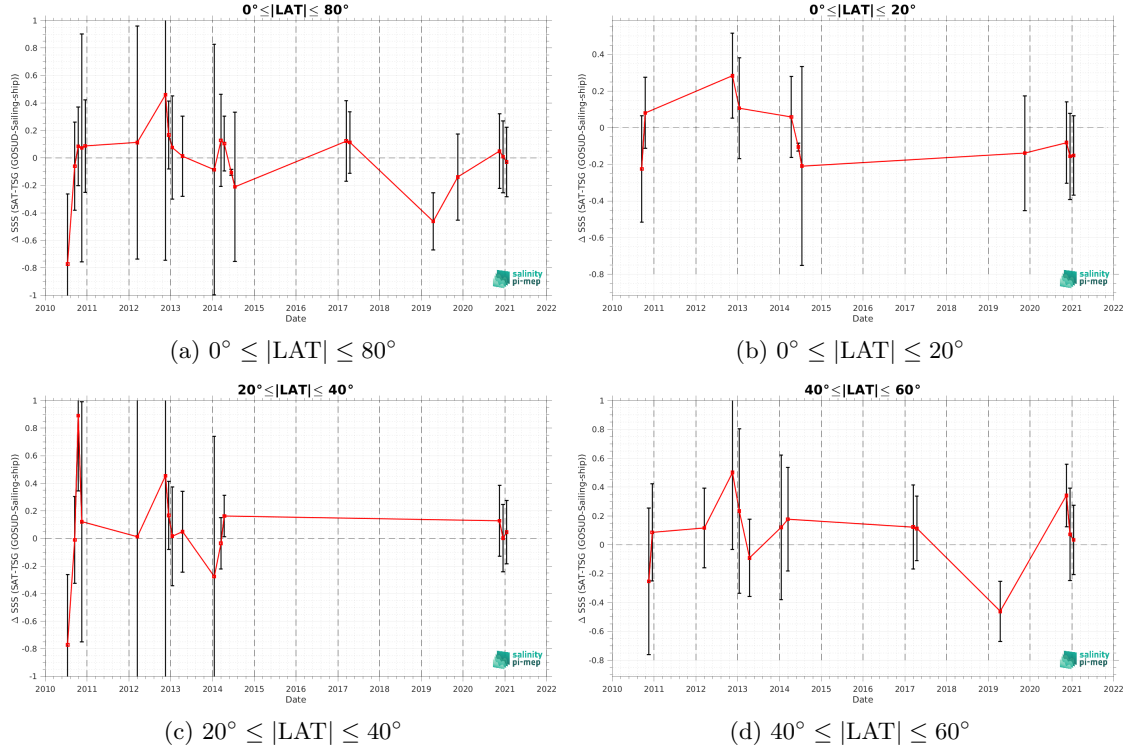 0°≤|LAT|≤ 80°
Δ SSS (SAT-TSG (GOSUD-Sailing-ship))
1
0.8
0.6
0.4
0.2
0
-0.2
-0.4
-0.6
-0.8
-1
2010 2011 2012 2013 2014 2015 2016 2017 2018 2019 2020 2021 2022
Date
salinity
pi-mep
(a) 0° ≤ |LAT| ≤ 80°
0°≤|LAT|≤ 20°
Δ SSS (SAT-TSG (GOSUD-Sailing-ship))
0.4
0.2
0
-0.2
-0.4
-0.6
-0.8
2010 2011 2012 2013 2014 2015 2016 2017 2018 2019 2020 2021 2022
Date
salinity
pi-mep
(b) 0° ≤ |LAT| ≤ 20°
20°≤|LAT|≤ 40°
Δ SSS (SAT-TSG (GOSUD-Sailing-ship))
1
0.8
0.6
0.4
0.2
0
-0.2
-0.4
-0.6
-0.8
-1
2010 2011 2012 2013 2014 2015 2016 2017 2018 2019 2020 2021 2022
Date
salinity
pi-mep
(c) 20° ≤ |LAT| ≤ 40°
40°≤|LAT|≤ 60°
Δ SSS (SAT-TSG (GOSUD-Sailing-ship))
1
0.8
0.6
0.4
0.2
0
-0.2
-0.4
-0.6
-0.8
2010 2011 2012 2013 2014 2015 2016 2017 2018 2019 2020 2021 2022
Date
salinity
pi-mep
(d) 40° ≤ |LAT| ≤ 60°